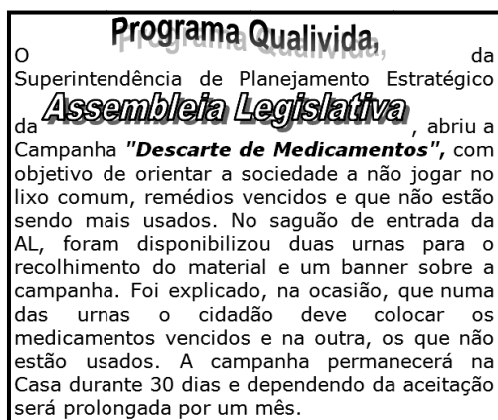 O Programa Qualivida, da
Superintendência de Planejamento Estratégico
da Assembleia Legislativa, abriu a
Campanha "Descarte de Medicamentos", com
objetivo de orientar a sociedade a não jogar no
lixo comum, remédios vencidos e que não estão
sendo mais usados. No saguão de entrada da
AL, foram disponibilizou duas urnas para o
recolhimento do material e um banner sobre a
campanha. Foi explicado, na ocasião, que numa
das urnas o cidadão deve colocar os
medicamentos vencidos e na outra, os que não
estão usados. A campanha permanecerá na
Casa durante 30 dias e dependendo da aceitação
será prolongada por um mês.